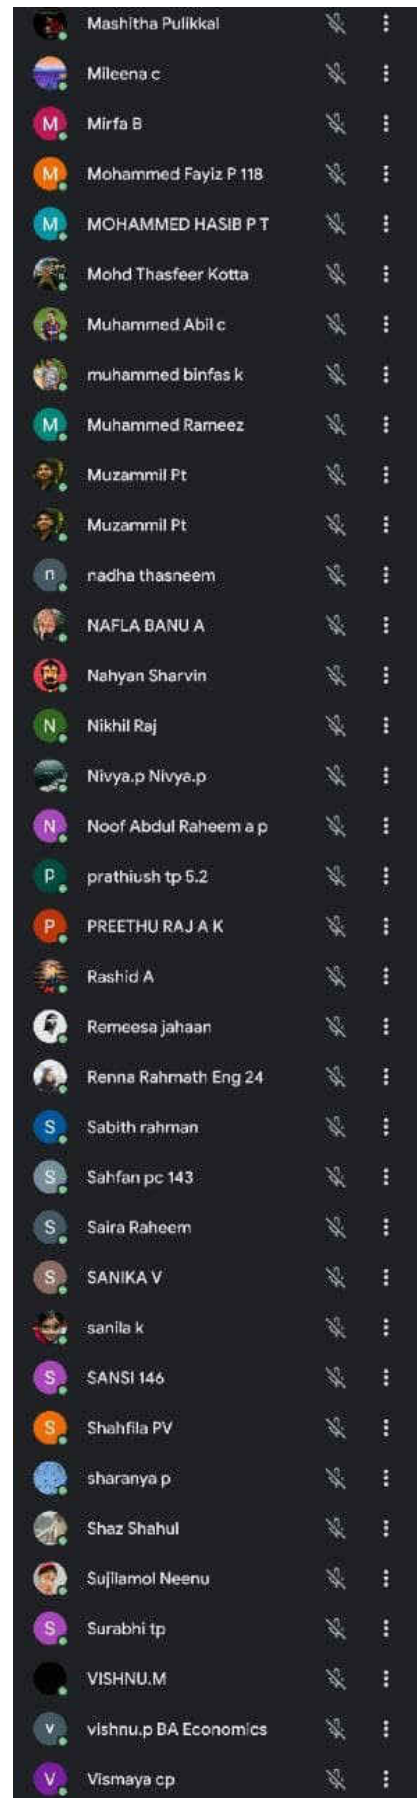 Mashitha Pulikkal
Mileena c
M Mirfa B
M Mohammed Fayiz P 118
M MOHAMMED HASIB P T
Mohd Thasfeer Kotta
Muhammed Abil c
muhammed binfas k
M Muhammed Rameez
Muzammil Pt
Muzammil Pt
n nadha thasneem
NAFLA BANU A
Nahyan Sharvin
N Nikhil Raj
Nivya.p Nivya.p
N Noof Abdul Raheem a p
p prathiush tp 5.2
P PREETHU RAJ A K
Rashid A
Remeesa jahaan
Renna Rahmath Eng 24
S Sabith rahman
S Sahfan pc 143
S Saira Raheem
S SANIKA V
sanila k
S SANSI 146
S Shahfila PV
sharanya p
Shaz Shahul
Sujilamol Neenu
S Surabhi tp
VISHNU.M
v vishnu.p BA Economics
V Vismaya cp